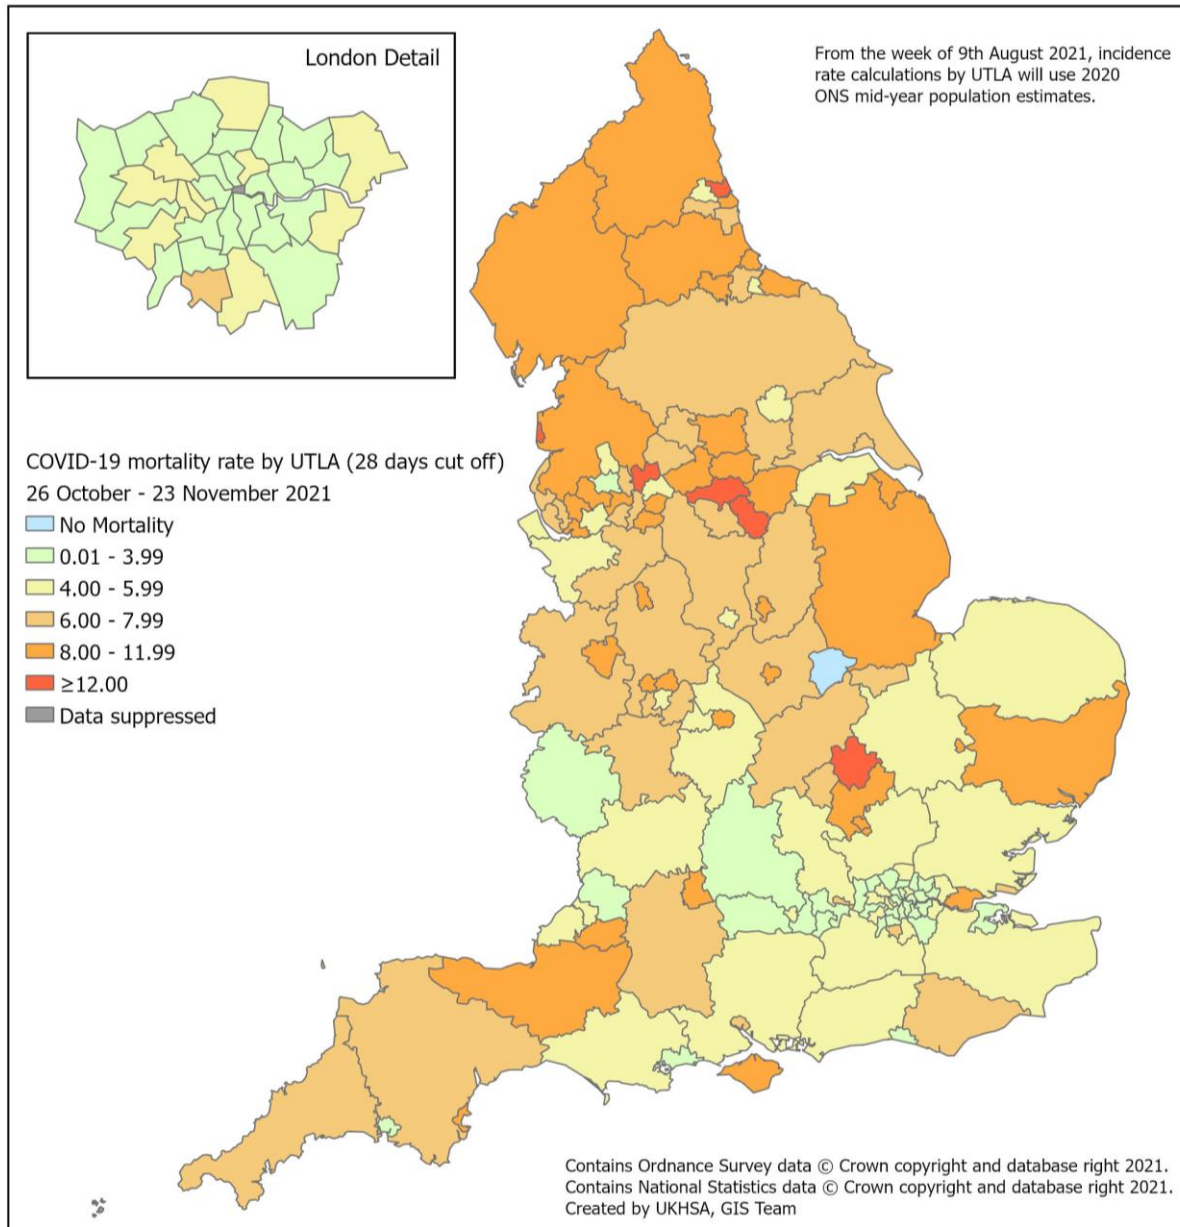 London Detail
From the week of 9th August 2021, incidence
rate calculations by UTLA will use 2020
ONS mid-year population estimates.
COVID-19 mortality rate by UTLA (28 days cut off)
26 October - 23 November 2021
No Mortality
0.01 - 3.99
4.00 - 5.99
6.00 - 7.99
8.00 - 11.99
≥12.00
Data suppressed
Contains Ordnance Survey data © Crown copyright and database right 2021.
Contains National Statistics data © Crown copyright and database right 2021.
Created by UKHSA, GIS Team